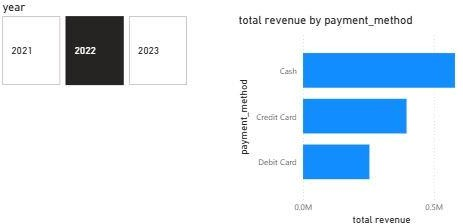 year
2021
2022
2023
total revenue by payment_method
payment_method
Cash
Credit Card
Debit Card
0.0M
0.5M
total revenue